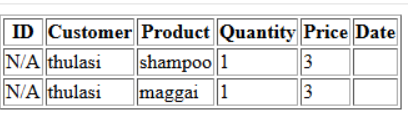 ID Customer Product Quantity Price Date
N/A thulasi shampoo 1 3
N/A thulasi maggai 1 3